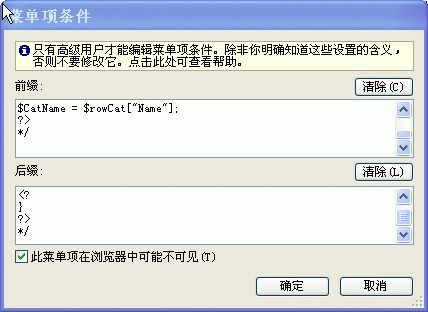 菜单项条件
只有高级用户才能编辑菜单项条件。除非你明确知道这些设置的含义，
否则不要修改它。点击此处可查看帮助。
前缀:
清除(C)
$CatName = $rowCat["Name"];
?>
*/
后缀:
清除(L)
<?
}
?>
*/
此菜单项在浏览器中可能不可见(T)
确定
取消